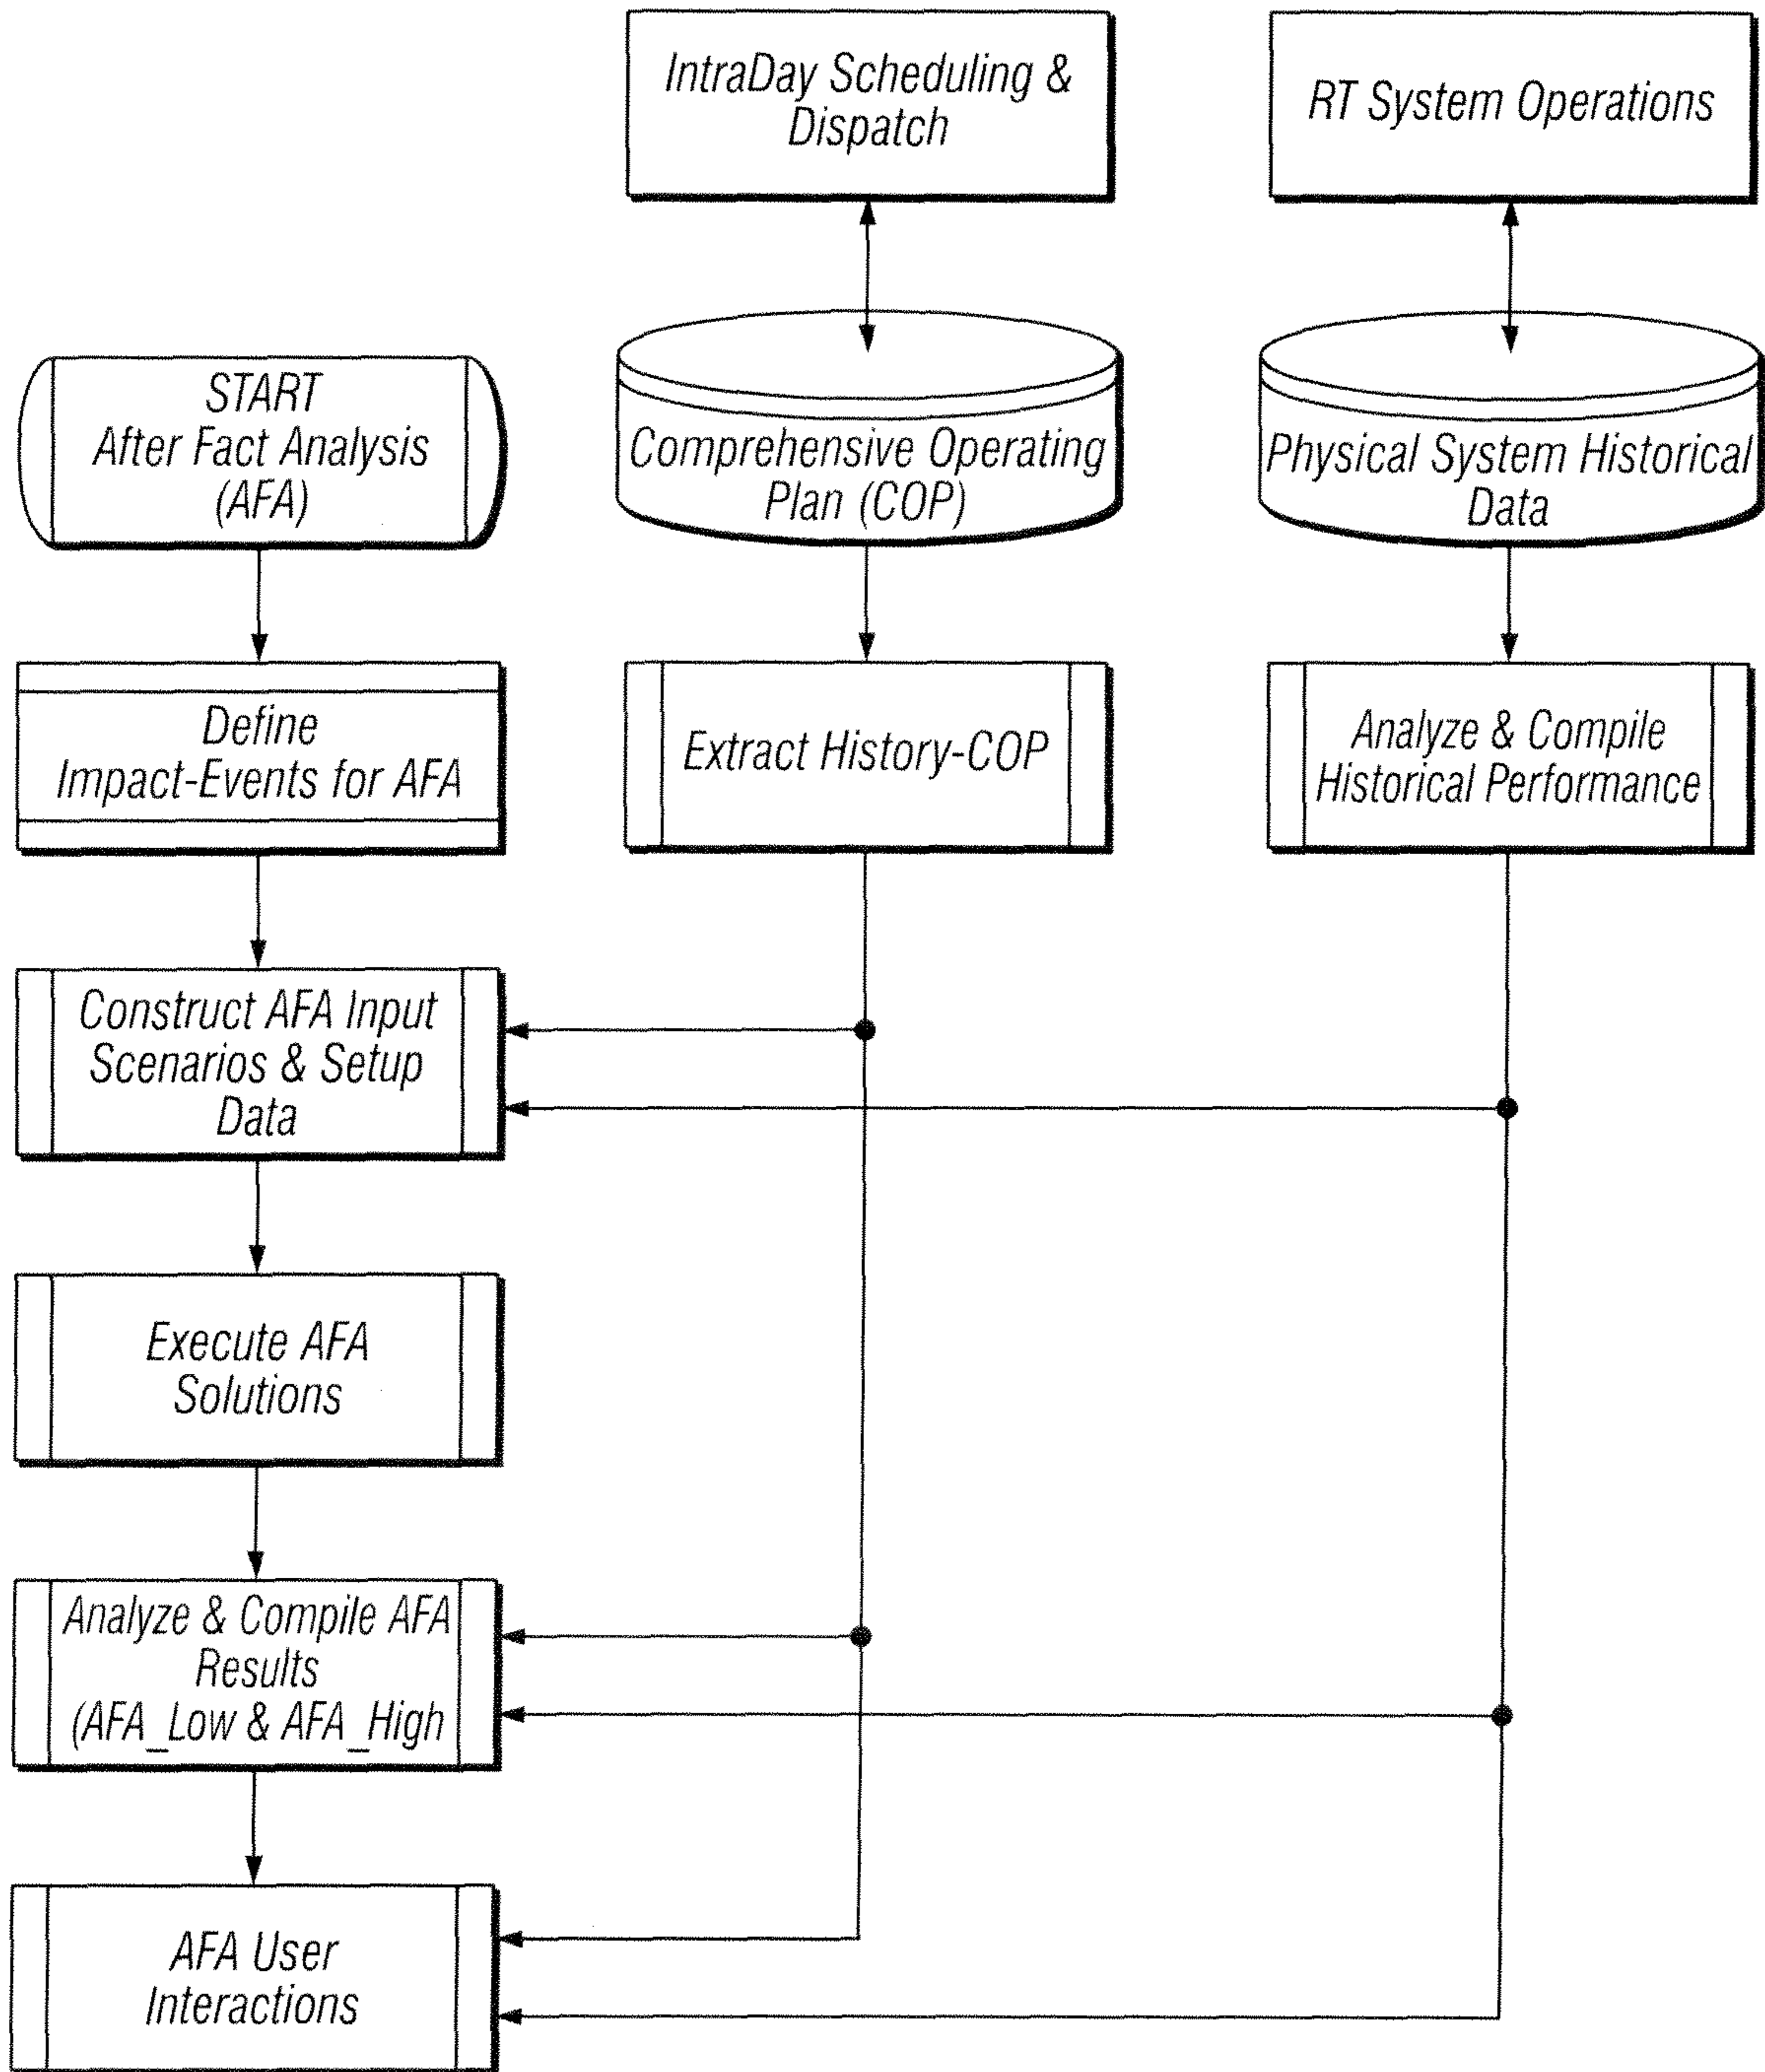 IntraDay Scheduling &
Dispatch
RT System Operations
START
After Fact Analysis
(AFA)
Comprehensive Operating
Plan (COP)
Physical System Historical
Data
Define
Impact-Events for AFA
Extract History-COP
Analyze & Compile
Historical Performance
Construct AFA Input
Scenarios & Setup
Data
Execute AFA
Solutions
Analyze & Compile AFA
Results
(AFA_Low & AFA_High
AFA User
Interactions